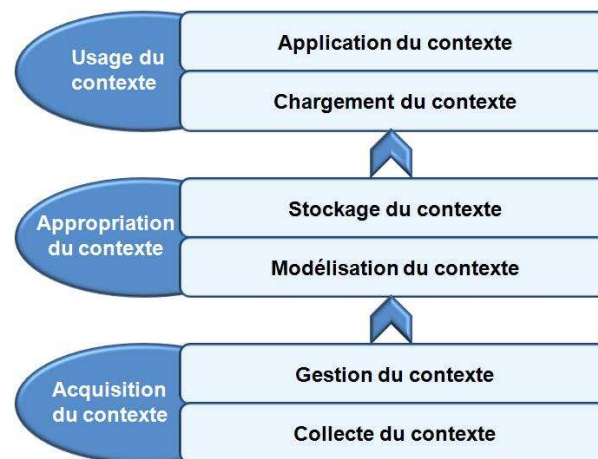 Usage du
contexte
Application du contexte
Chargement du contexte
Appropriation
du contexte
Stockage du contexte
Modélisation du contexte
Acquisition
du contexte
Gestion du contexte
Collecte du contexte